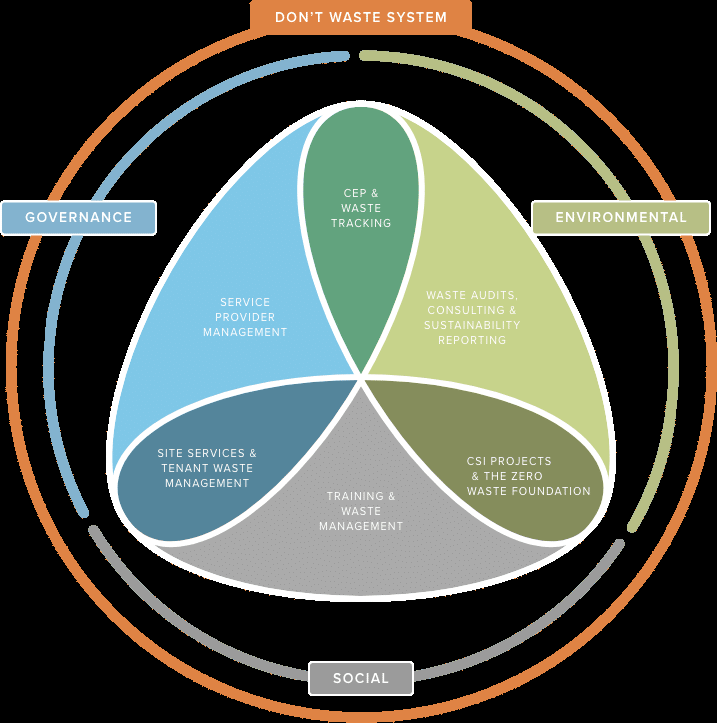 DON'T WASTE SYSTEM
GOVERNANCE
ENVIRONMENTAL
CEP &
WASTE
TRACKING
SERVICE
PROVIDER
MANAGEMENT
WASTE AUDITS,
CONSULTING &
SUSTAINABILITY
REPORTING
SITE SERVICES &
TENANT WASTE
MANAGEMENT
CSI PROJECTS
& THE ZERO
WASTE FOUNDATION
TRAINING &
WASTE
MANAGEMENT
SOCIAL